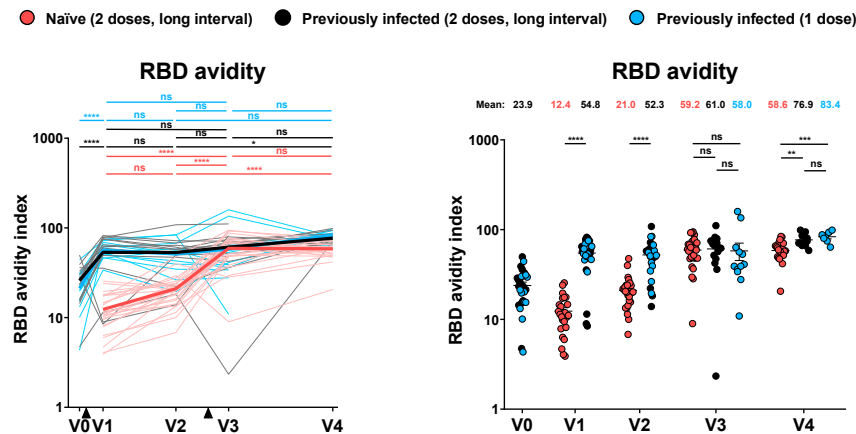 Naïve (2 doses, long interval) Previously infected (2 doses, long interval) Previously infected (1 dose)
RBD avidity
ns
ns ns
**** ns ns
ns
ns ns
**** ns *
**** ns
****
ns ****
1000
100
10
1
RBD avidity index
V0 V1 V2 V3 V4
RBD avidity
Mean: 23.9 12.4 54.8 21.0 52.3 59.2 61.0 58.0 58.6 76.9 83.4
1000
100
10
1
RBD avidity index
**** **** ns ***
ns **
ns ns
V0 V1 V2 V3 V4